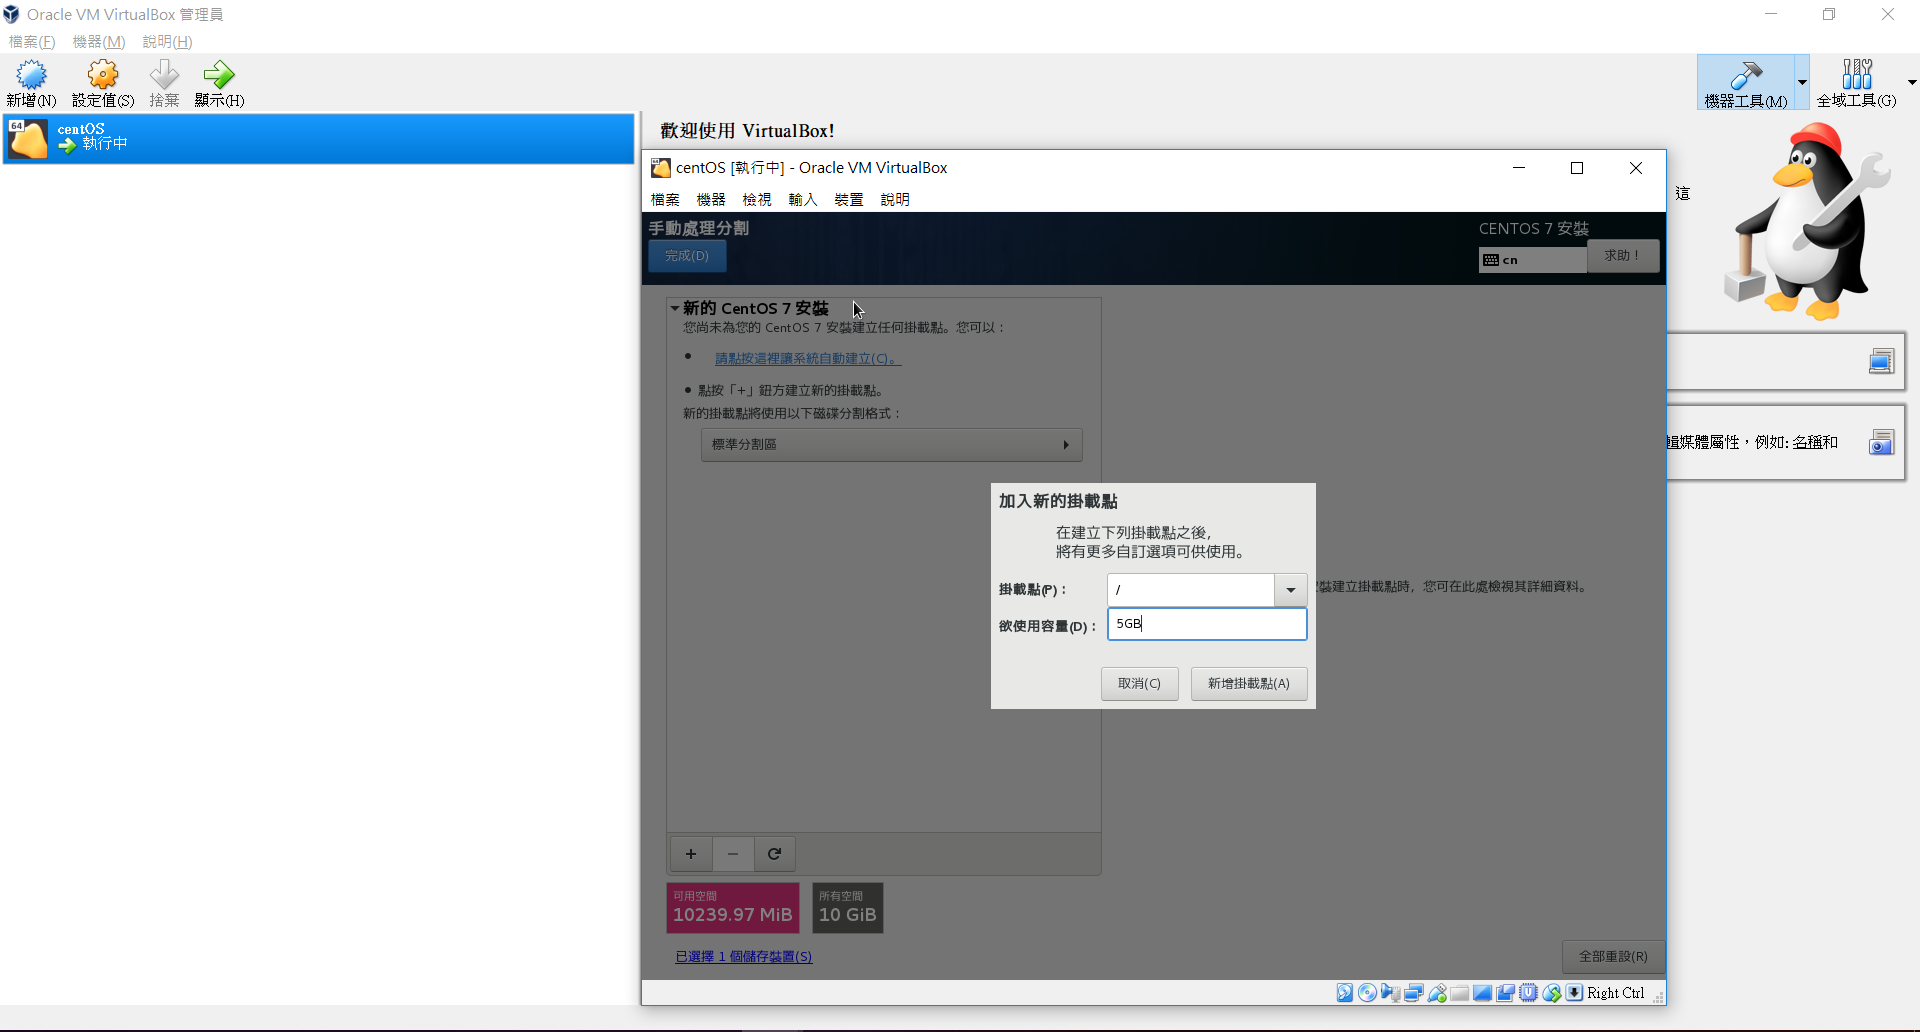 Oracle VM VirtualBox 管理員
檔案(F) 機器(M) 說明(H)
新增(N) 設定值(S) 捨棄 顯示(H)
機器工具(M) 全域工具(G)
64
centOS
執行中
歡迎使用 VirtualBox!
centOS [執行中] - Oracle VM VirtualBox
檔案 機器 檢視 輸入 裝置 說明
這
手動處理分割
CENTOS 7 安裝
完成(D)
cn
求助！
新的 CentOS 7 安裝
您尚未為您的 CentOS 7 安裝建立任何掛載點。您可以：
請點按這裡讓系統自動建立(C)。
點按「+」鈕方建立新的掛載點。
新的掛載點將使用以下磁碟分割格式：
標準分割區
輯媒體屬性，例如: 名稱和
加入新的掛載點
在建立下列掛載點之後，
將有更多自訂選項可供使用。
掛載點(P)： /
裝建立掛載點時，您可在此處檢視其詳細資料。
欲使用容量(D)： 5GB
取消(C) 新增掛載點(A)
+ −
可用空間
10239.97 MiB
所有空間
10 GiB
已選擇 1 個儲存裝置(S)
全部重設(R)
Right Ctrl